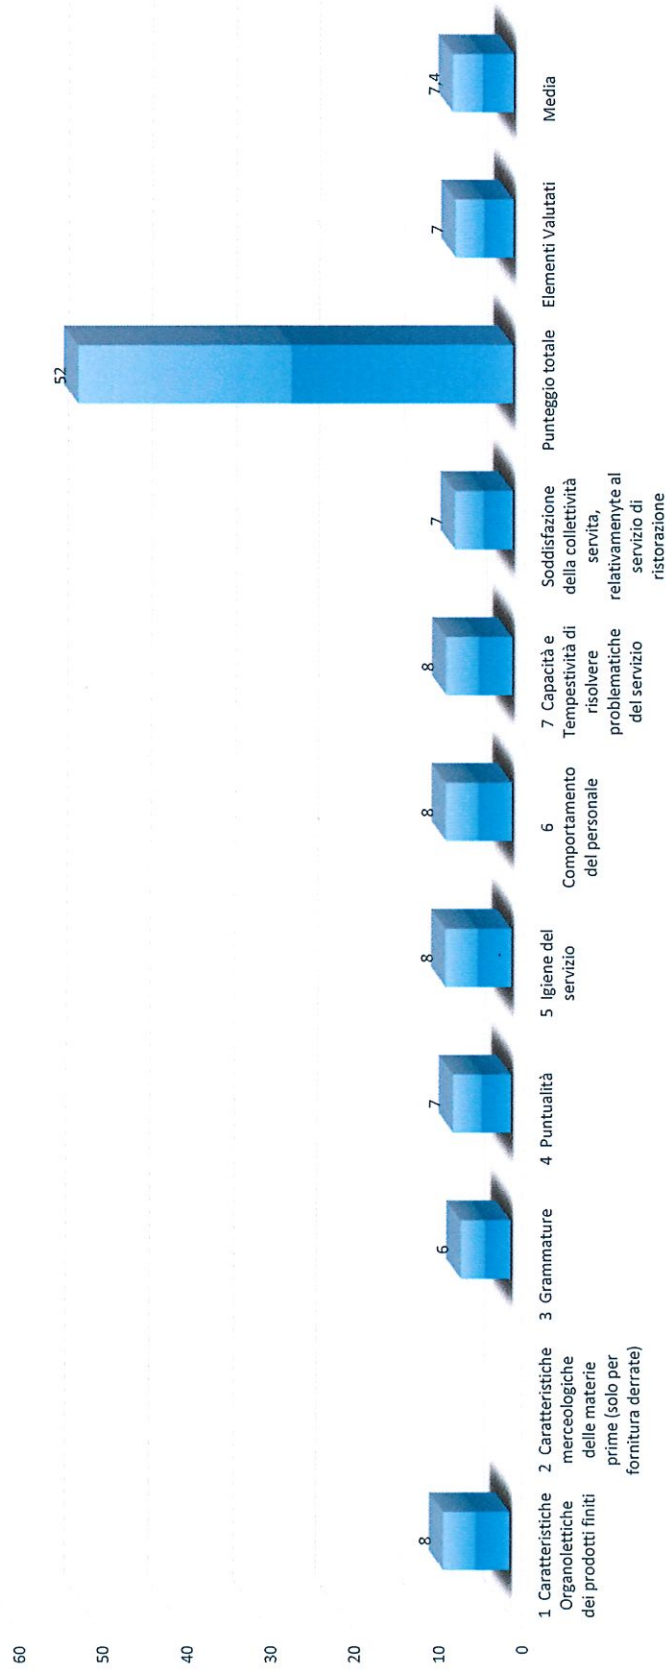 60
50
40
30
20
10
0
8
6
7
8
8
8
7
52
7
7,4
1 Caratteristiche
Organolettiche
dei prodotti finiti
2 Caratteristiche
merceologiche
delle materie
prime (solo per
fornitura derrate)
3 Grammature
4 Puntualità
5 Igiene del
servizio
6
Comportamento
del personale
7 Capacità e
Tempestività di
risolvere
problematiche
del servizio
Soddisfazione
della collettività
servita,
relativamenyte al
servizio di
ristorazione
Punteggio totale
Elementi Valutati
Media